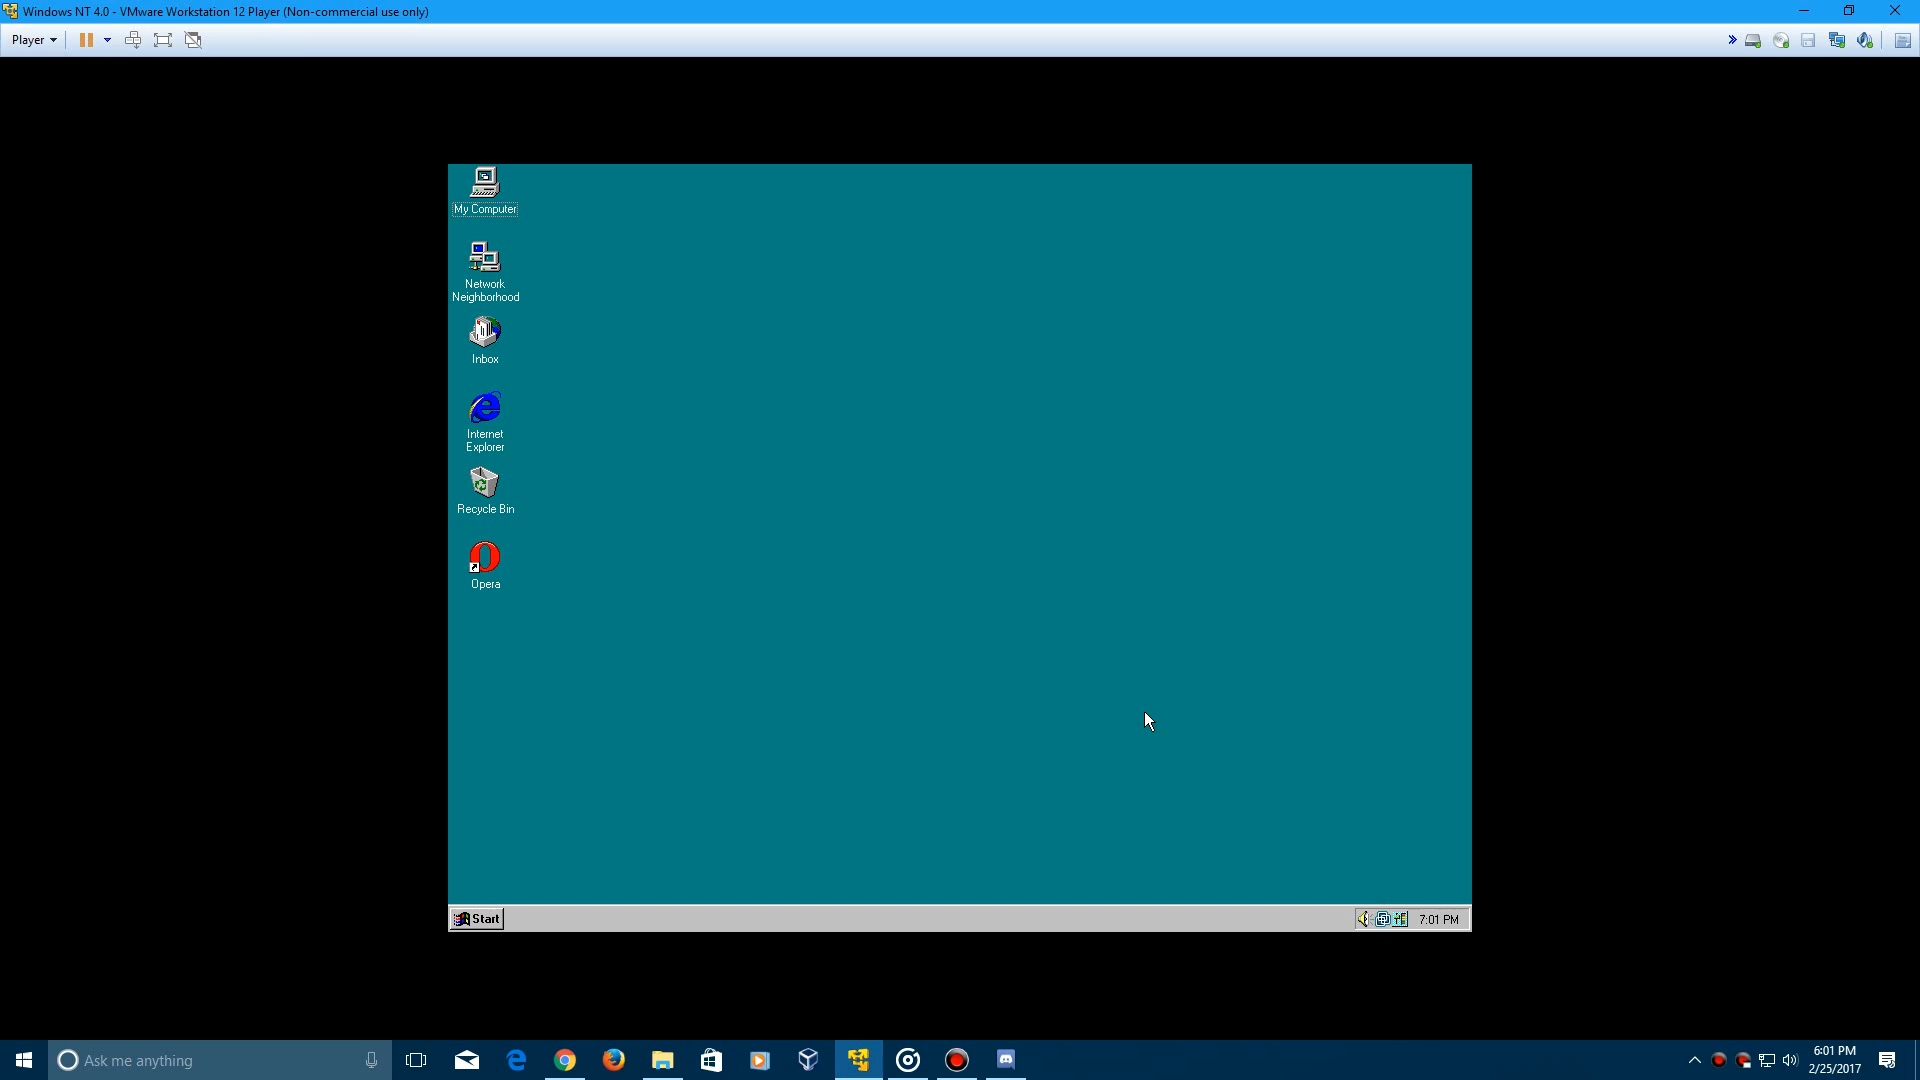 Windows NT 4.0 - VMware Workstation 12 Player (Non-commercial use only)
Player
My Computer
Network
Neighborhood
Inbox
Internet
Explorer
Recycle Bin
Opera
Start
7:01 PM
Ask me anything
6:01 PM
2/25/2017